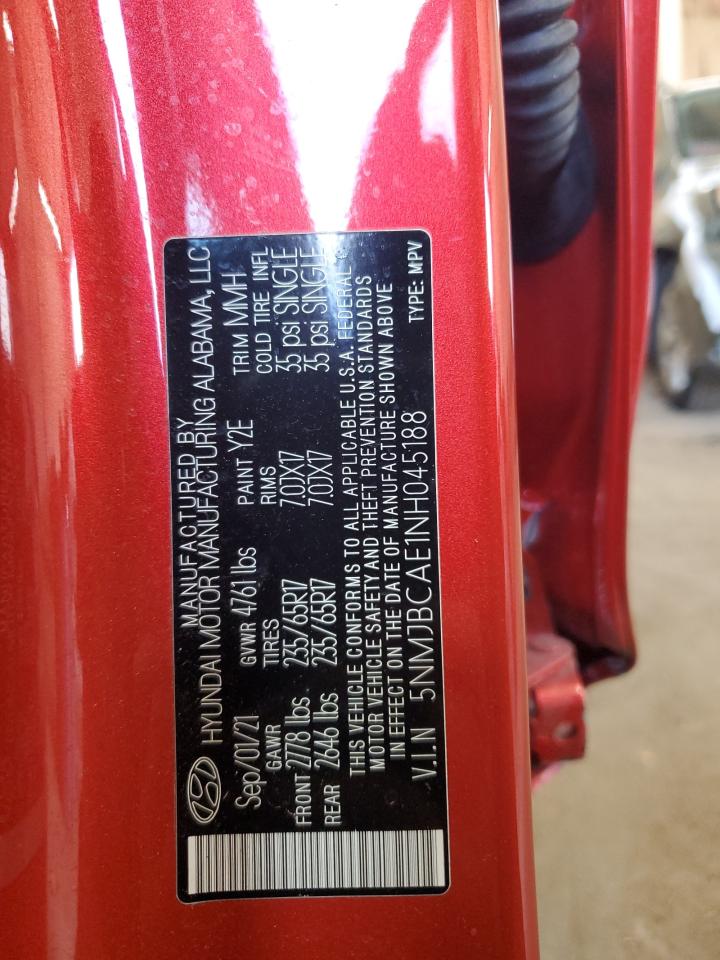 MANUFACTURED BY
HYUNDAI MOTOR MANUFACTURING ALABAMA, LLC
Sep/01/21 GVWR 4761 lbs PAINT Y2E TRIM MMH
GAWR TIRES RIMS COLD TIRE INFL
FRONT 2778 lbs 235/65R17 7.0JX17 35 psi SINGLE
REAR 2646 lbs 235/65R17 7.0JX17 35 psi SINGLE
THIS VEHICLE CONFORMS TO ALL APPLICABLE U.S.A. FEDERAL
MOTOR VEHICLE SAFETY AND THEFT PREVENTION STANDARDS
IN EFFECT ON THE DATE OF MANUFACTURE SHOWN ABOVE
V.I.N 5NMJBCAE1NH045188 TYPE: MPV